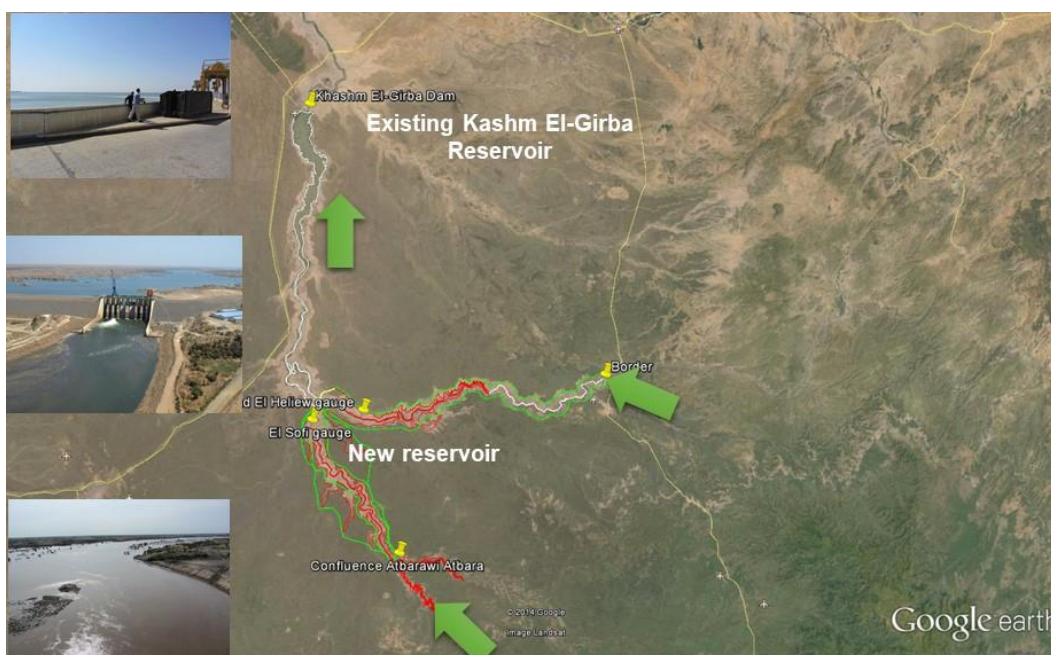 Khashm El-Girba Dam
Existing Kashm El-Girba
Reservoir
Border
d El Heliew gauge
El Sofi gauge
New reservoir
Confluence Atbarawi Atbara
© 2014 Google
Image Landsat
Google earth